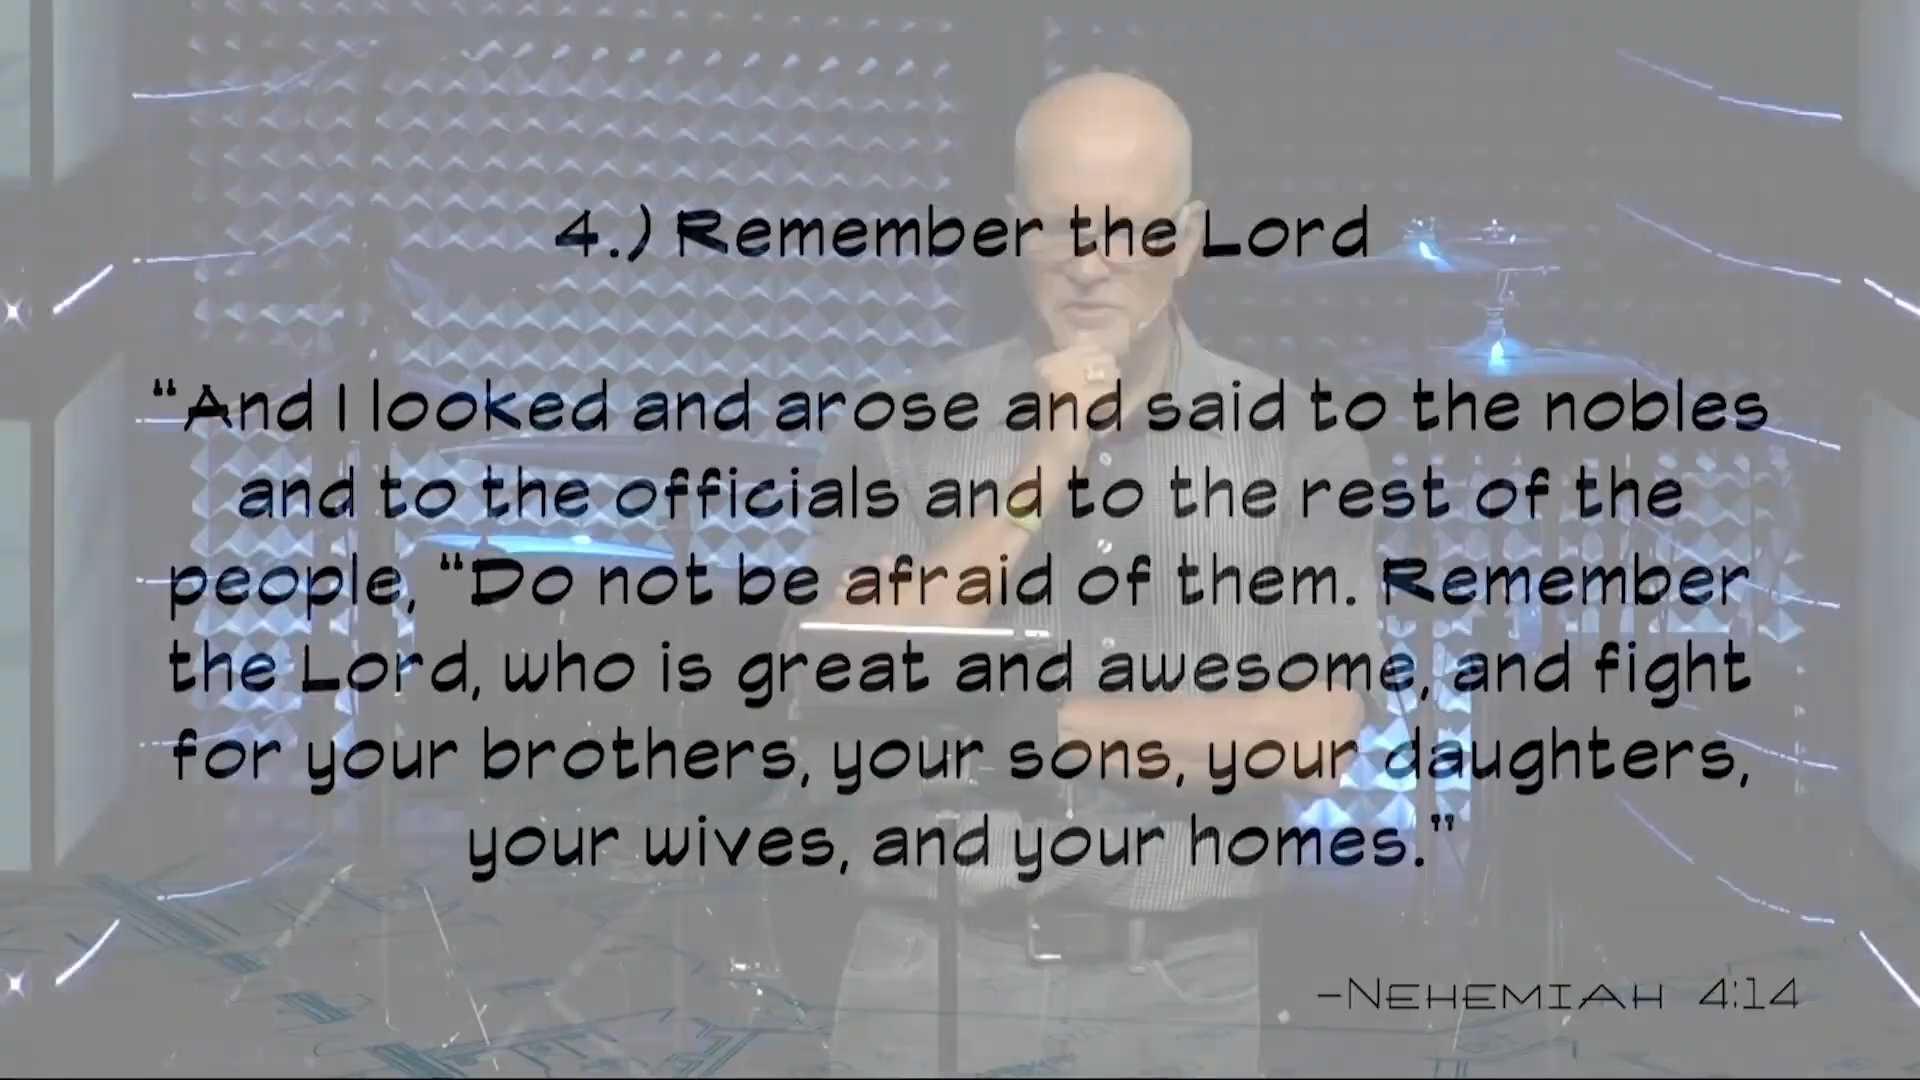 4.) Remember the Lord
“And I looked and arose and said to the nobles
and to the officials and to the rest of the
people, “Do not be afraid of them. Remember
the Lord, who is great and awesome, and fight
for your brothers, your sons, your daughters,
your wives, and your homes.”
-Nehemiah 4:14